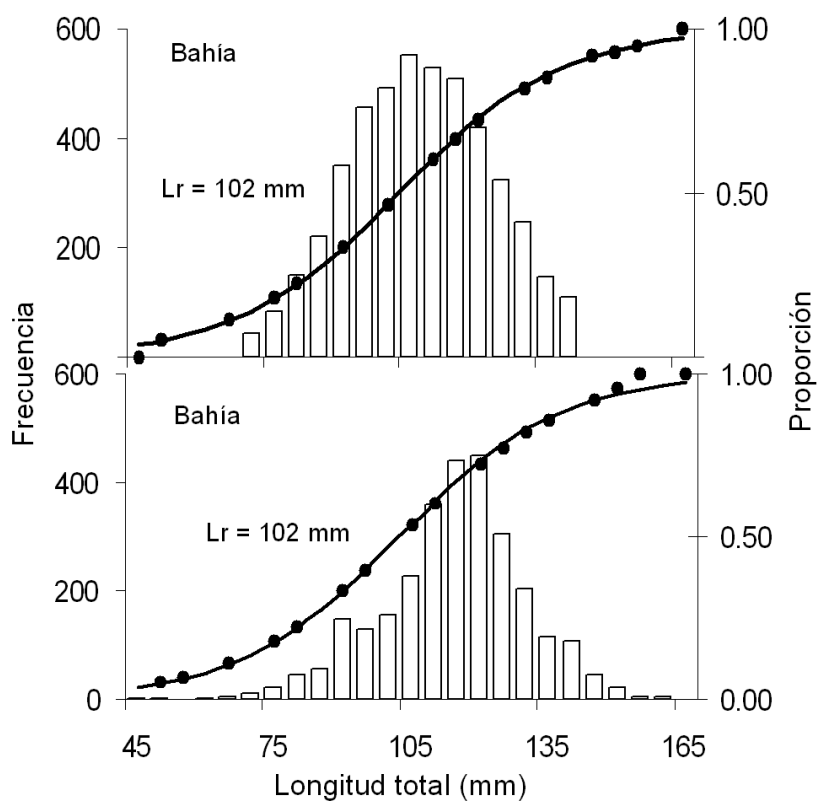 600
400
200
Bahía
Lr = 102 mm
1.00
0.50
Frecuencia
Proporción
600
400
200
0
Bahía
Lr = 102 mm
1.00
0.50
0.00
45 75 105 135 165
Longitud total (mm)